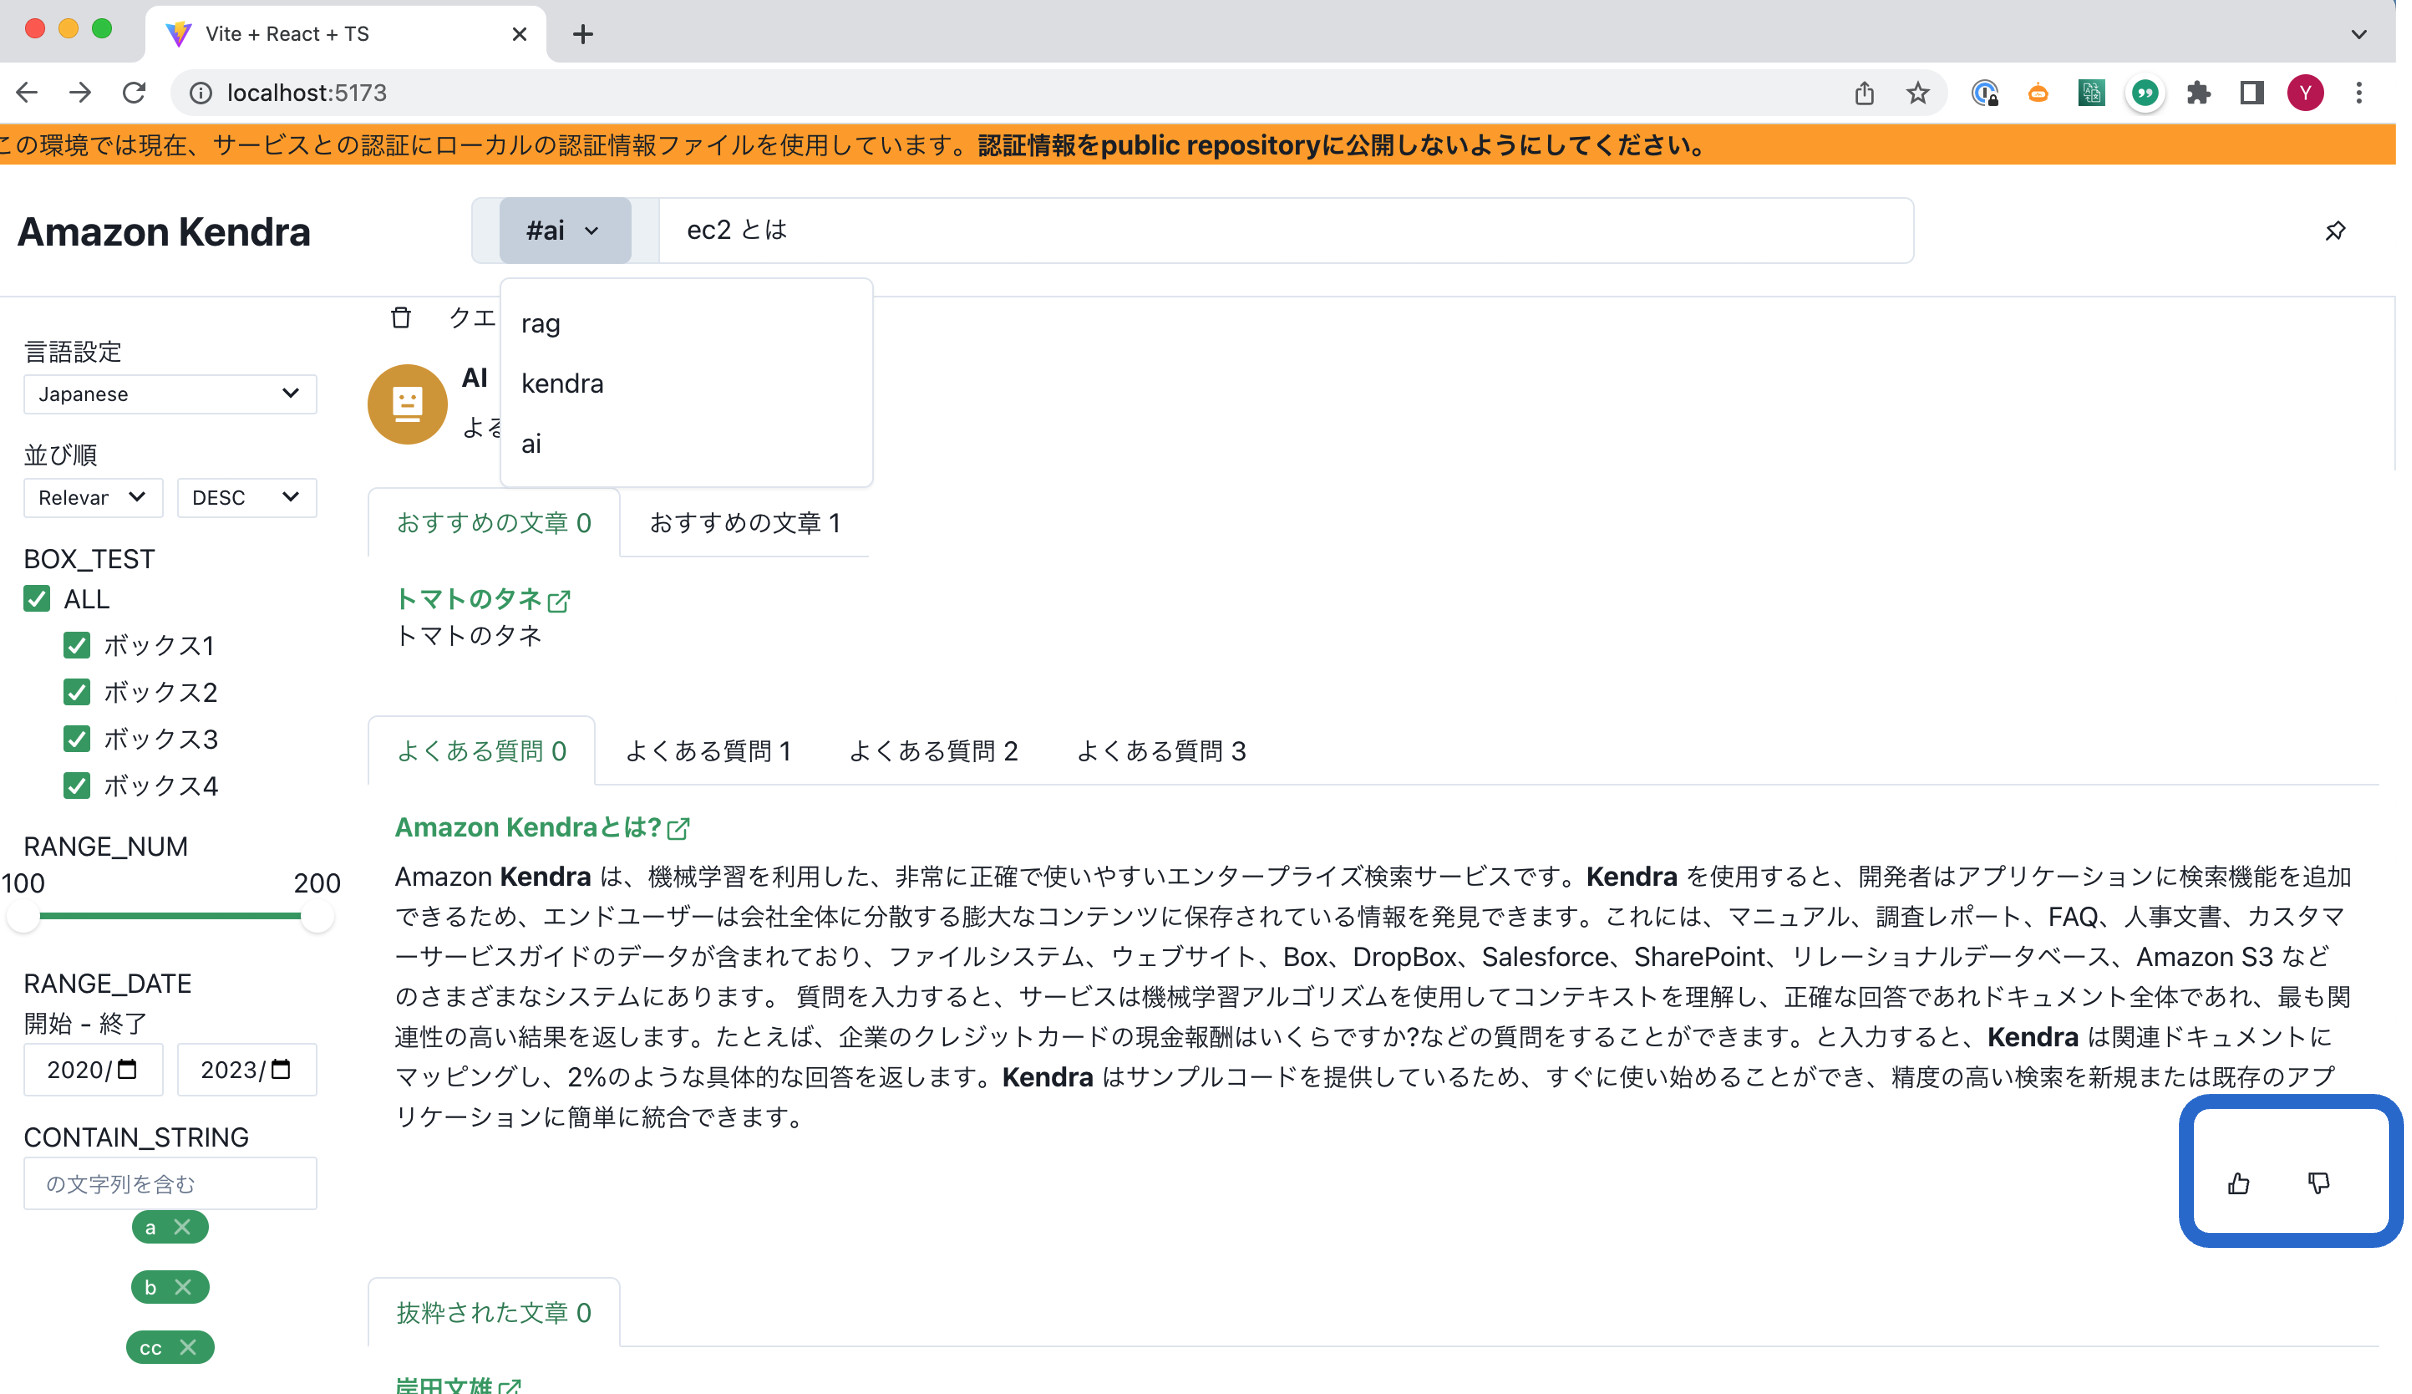 Vite + React + TS
localhost:5173
Y
この環境では現在、サービスとの認証にローカルの認証情報ファイルを使用しています。認証情報をpublic repositoryに公開しないようにしてください。
Amazon Kendra
#ai
ec2 とは
rag
kendra
ai
クエ
AI
よる
言語設定
Japanese
並び順
Relevar
DESC
BOX_TEST
ALL
ボックス1
ボックス2
ボックス3
ボックス4
RANGE_NUM
100
200
RANGE_DATE
開始 - 終了
2020/
2023/
CONTAIN_STRING
の文字列を含む
a
b
cc
おすすめの文章 0
おすすめの文章 1
トマトのタネ
トマトのタネ
よくある質問 0
よくある質問 1
よくある質問 2
よくある質問 3
Amazon Kendraとは?
Amazon Kendra は、機械学習を利用した、非常に正確で使いやすいエンタープライズ検索サービスです。Kendra を使用すると、開発者はアプリケーションに検索機能を追加
できるため、エンドユーザーは会社全体に分散する膨大なコンテンツに保存されている情報を発見できます。これには、マニュアル、調査レポート、FAQ、人事文書、カスタマ
ーサービスガイドのデータが含まれており、ファイルシステム、ウェブサイト、Box、DropBox、Salesforce、SharePoint、リレーショナルデータベース、Amazon S3 など
のさまざまなシステムにあります。 質問を入力すると、サービスは機械学習アルゴリズムを使用してコンテキストを理解し、正確な回答であれドキュメント全体であれ、最も関
連性の高い結果を返します。たとえば、企業のクレジットカードの現金報酬はいくらですか?などの質問をすることができます。と入力すると、Kendra は関連ドキュメントに
マッピングし、2%のような具体的な回答を返します。Kendra はサンプルコードを提供しているため、すぐに使い始めることができ、精度の高い検索を新規または既存のアプ
リケーションに簡単に統合できます。
抜粋された文章 0
岸田文雄